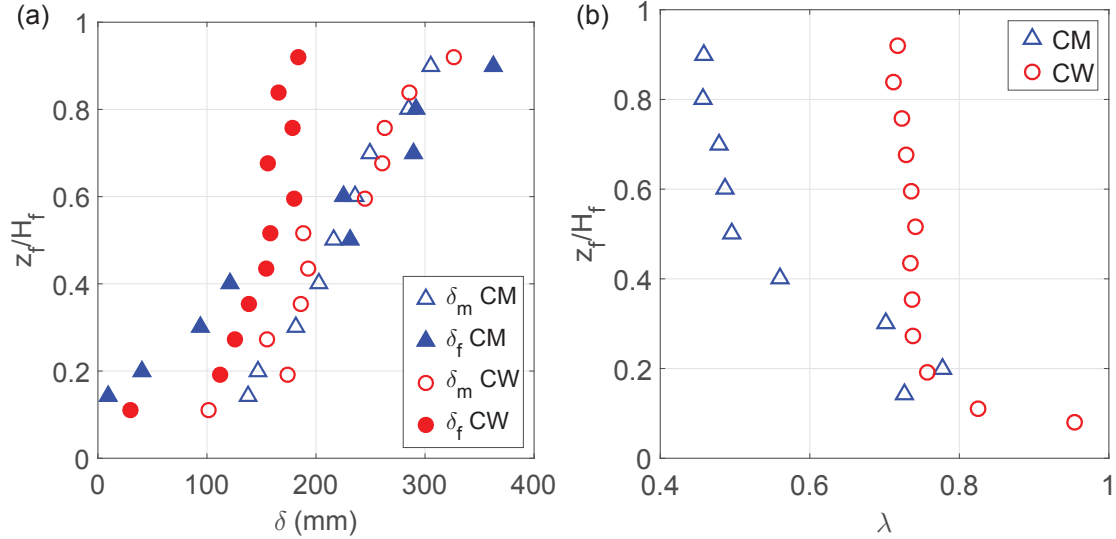 (a)
1
0.8
0.6
0.4
0.2
0
z_f/H_f
0 100 200 300 400
δ (mm)
δ_m CM
δ_f CM
δ_m CW
δ_f CW
(b)
1
0.8
0.6
0.4
0.2
0
z_f/H_f
0.4 0.6 0.8 1
λ
CM
CW